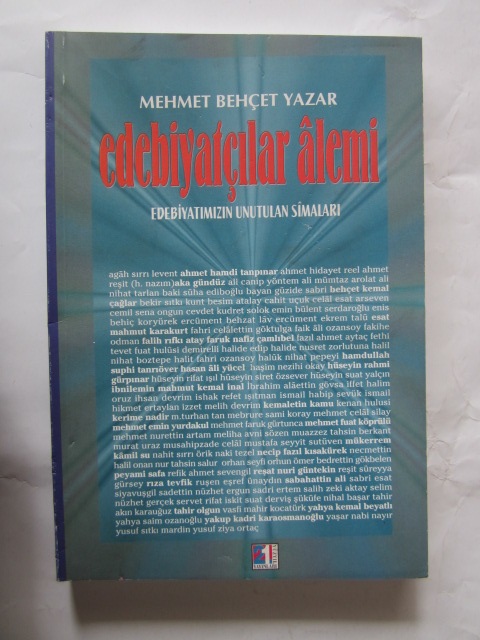 MEHMET BEHÇET YAZAR
edebiyatçılar âlemi
EDEBİYATIMIZIN UNUTULAN SİMALARI
agâh sırrı levent ahmet hamdi tanpınar ahmet hidayet reel ahmet
reşit (h. nazım) aka gündüz ali canip yöntem ali mümtaz arolat ali
nihat tarlan baki süha ediboğlu bayan güzide sabri behçet kemal
çağlar bekir sıtkı kunt besim atalay cahit uçuk celâl esat arseven
cemil sena ongun cevdet kudret solok emin bülent serdaroğlu enis
behiç koryürek ercüment behzat lâv ercüment ekrem talu esat
mahmut karakurt fahri celâlettin göktulga faik âli ozansoy fakihe
odman falih rıfkı atay faruk nafiz çamlıbel fazıl ahmet aytaç fethi
tevet fuat hulûsi demirelli halide edip halide nusret zorlutuna halil
nihat boztepe halit fahri ozansoy halûk nihat pepeyi hamdullah
suphi tanrıöver hasan âli yücel haşim nezihi okay hüseyin rahmi
gürpınar hüseyin rifat ışıl hüseyin siret özsever hüseyin suat yalçın
ibnilemin mahmut kemal inal İbrahim alâettin gövsa iffet halim
oruz ihsan devrim ishak refet ışıtman ismail habip sevük ismail
hikmet ertaylan izzet melih devrim kemalettin kamu kenan hulusi
kerime nadir m.turhan tan mebrure sami koray mehmet celâl silay
mehmet emin yurdakul mehmet faruk gürtunca mehmet fuat köprülü
mehmet nurettin artam meliha avni sözen muazzez tahsin berkant
murat uraz musahipzade celâl mustafa seyyit sutüven mükerrem
kâmil su nahit sırrı örik naki tezel necip fazıl kısakürek necmettin
halil onan nur tahsin salur orhan seyfi orhun ömer bedrettin gökbelen
peyami safa refik ahmet sevengil reşat nuri güntekin reşit süreyya
gürsey rıza tevfik ruşen eşref ünaydın sabahattin ali sabri esat
siyavuşgil sadettin nüzhet ergun sadri ertem salih zeki aktay selim
nüzhet gerçek servet rifat iskit suat derviş şükûfe nihal başar tahir
akın karauğuz tahir olgun vasfi mahir kocatürk yahya kemal beyatlı
yahya saim ozanoğlu yakup kadri karaosmanoğlu yaşar nabi nayır
yusuf sıtkı mardin yusuf ziya ortaç
1
YAYINLARI